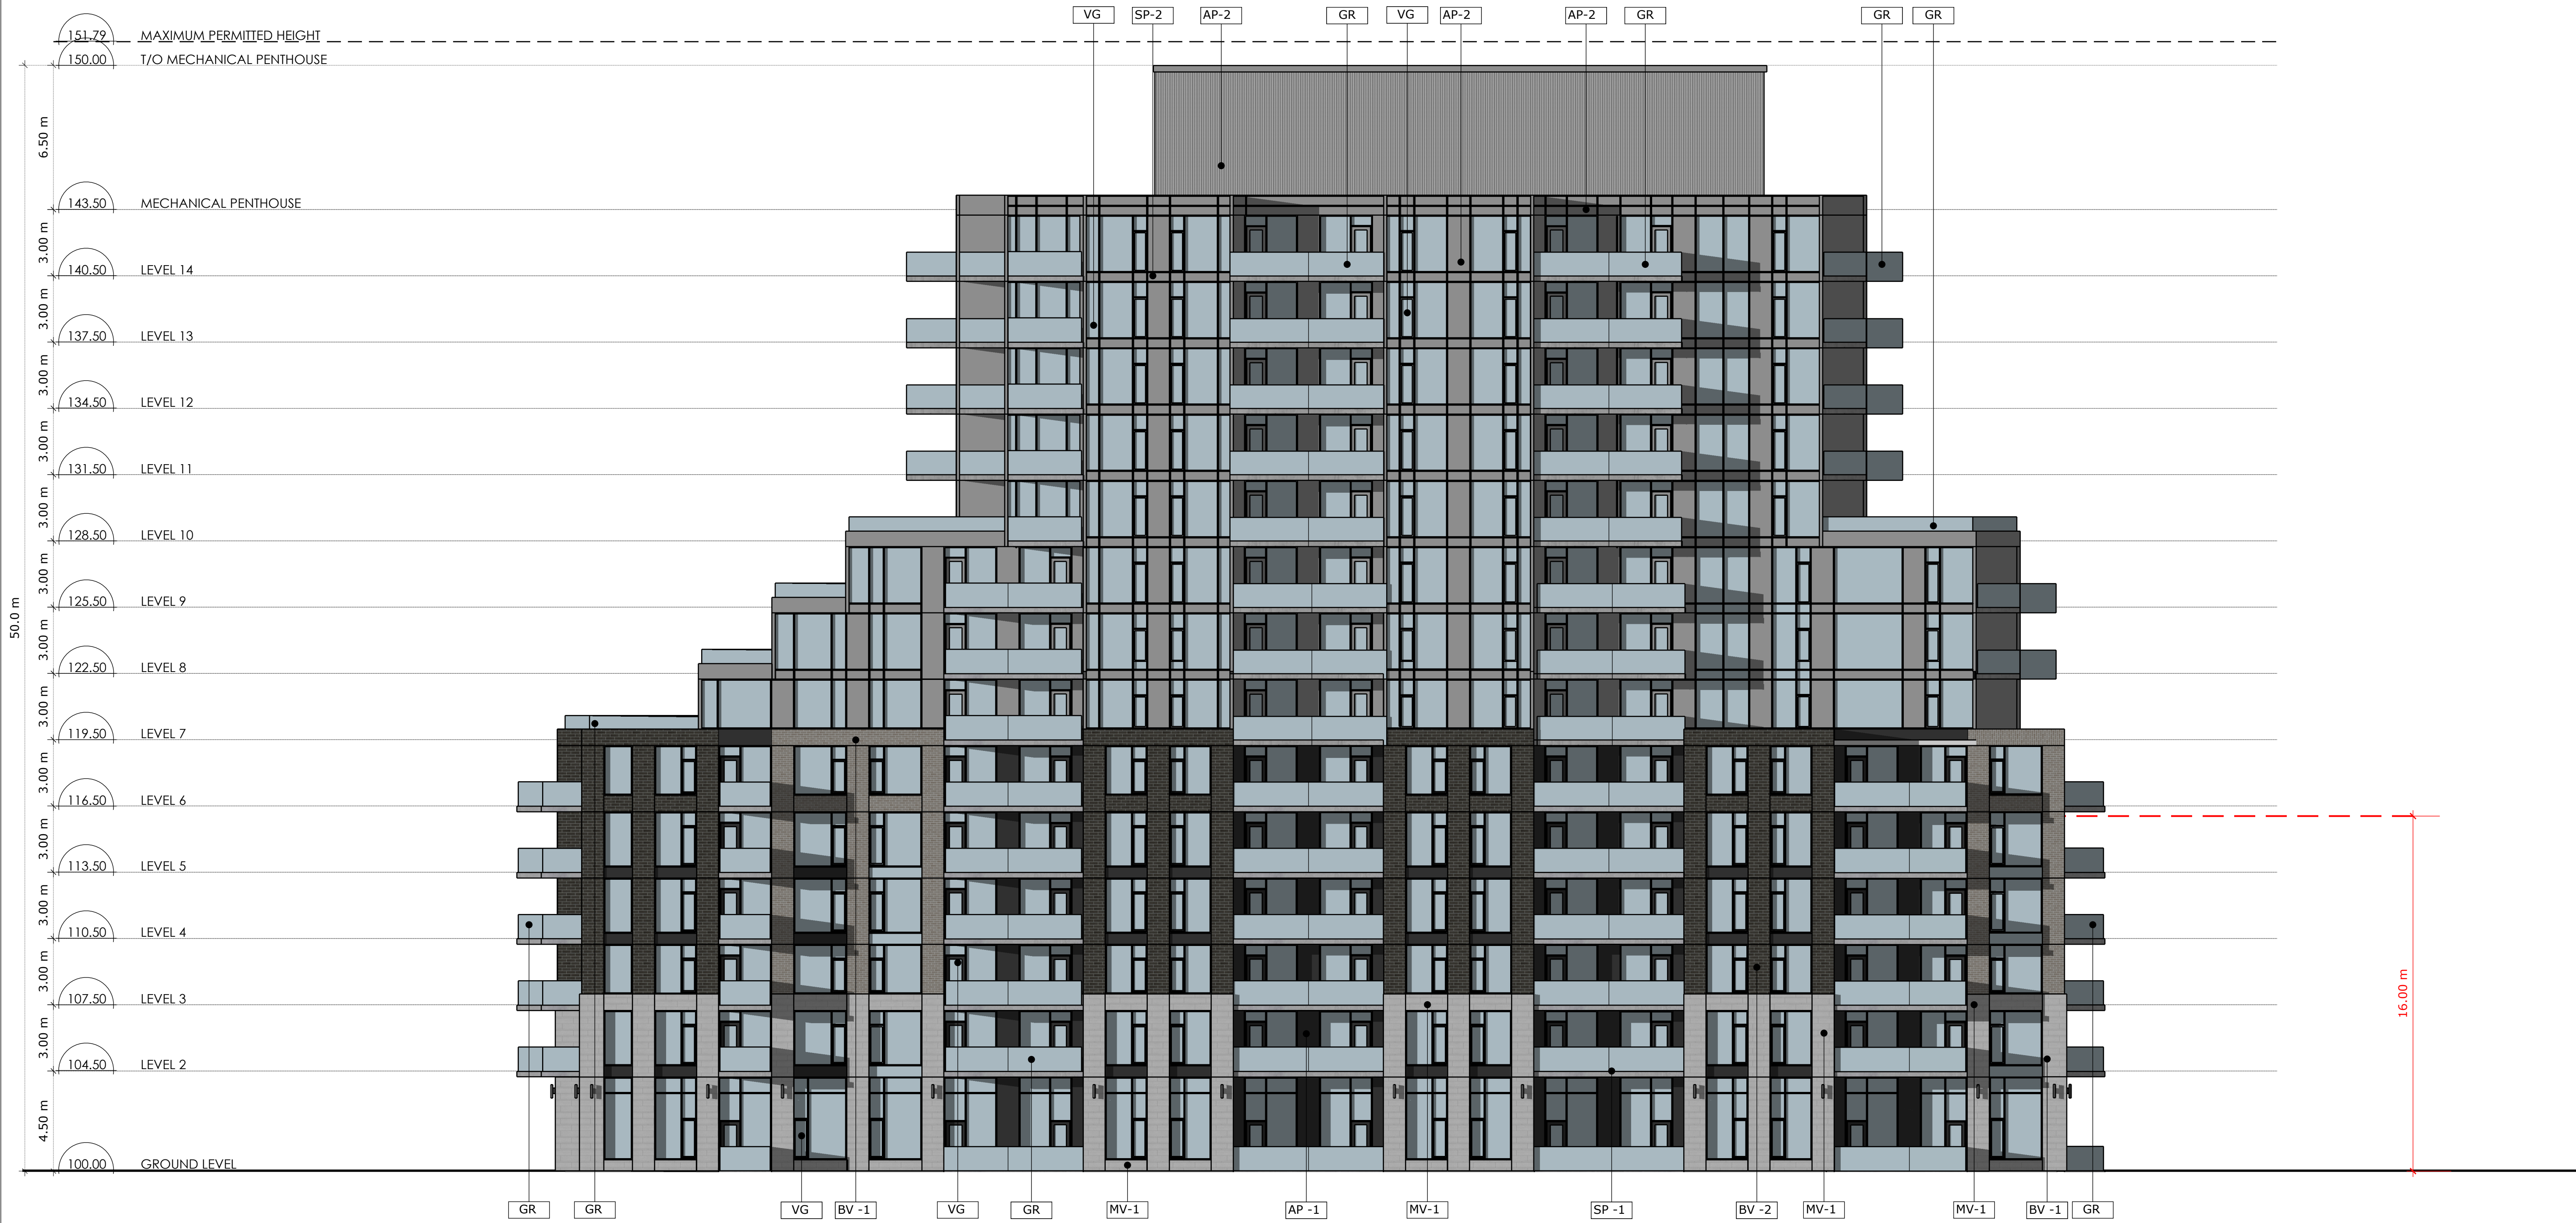 VG SP-2 AP-2 GR VG AP-2 AP-2 GR GR GR
151.79 MAXIMUM PERMITTED HEIGHT
150.00 T/O MECHANICAL PENTHOUSE
6.50 m
143.50 MECHANICAL PENTHOUSE
3.00 m
140.50 LEVEL 14
3.00 m
137.50 LEVEL 13
3.00 m
134.50 LEVEL 12
3.00 m
131.50 LEVEL 11
3.00 m
128.50 LEVEL 10
3.00 m
125.50 LEVEL 9
50.0 m
3.00 m
122.50 LEVEL 8
3.00 m
119.50 LEVEL 7
3.00 m
116.50 LEVEL 6
3.00 m
113.50 LEVEL 5
3.00 m
110.50 LEVEL 4
3.00 m
107.50 LEVEL 3
16.00 m
3.00 m
104.50 LEVEL 2
4.50 m
100.00 GROUND LEVEL
GR GR VG BV -1 VG GR MV-1 AP -1 MV-1 SP -1 BV -2 MV-1 MV-1 BV -1 GR